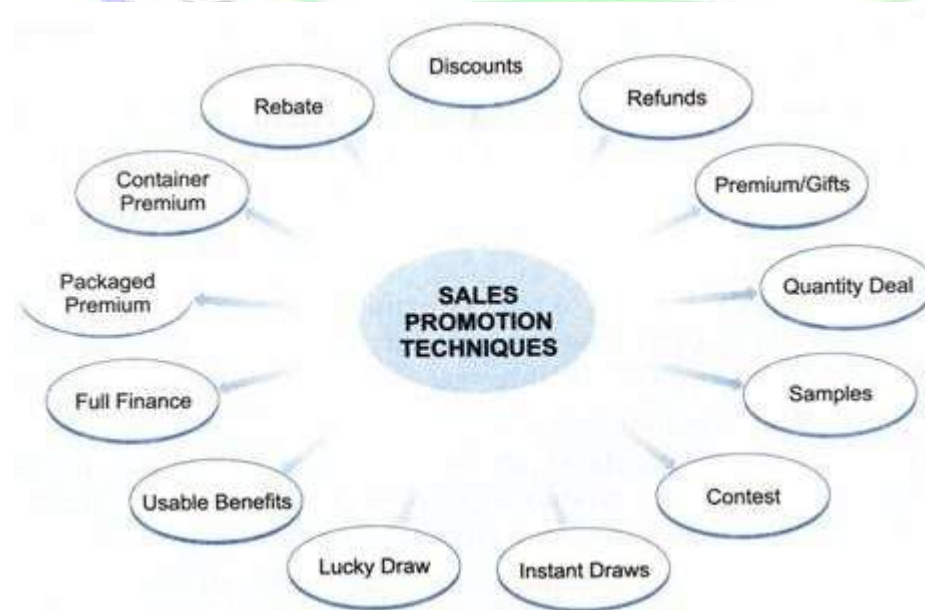 Discounts
Rebate
Refunds
Container
Premium
Premium/Gifts
Packaged
Premium
SALES
PROMOTION
TECHNIQUES
Quantity Deal
Full Finance
Samples
Usable Benefits
Contest
Lucky Draw
Instant Draws